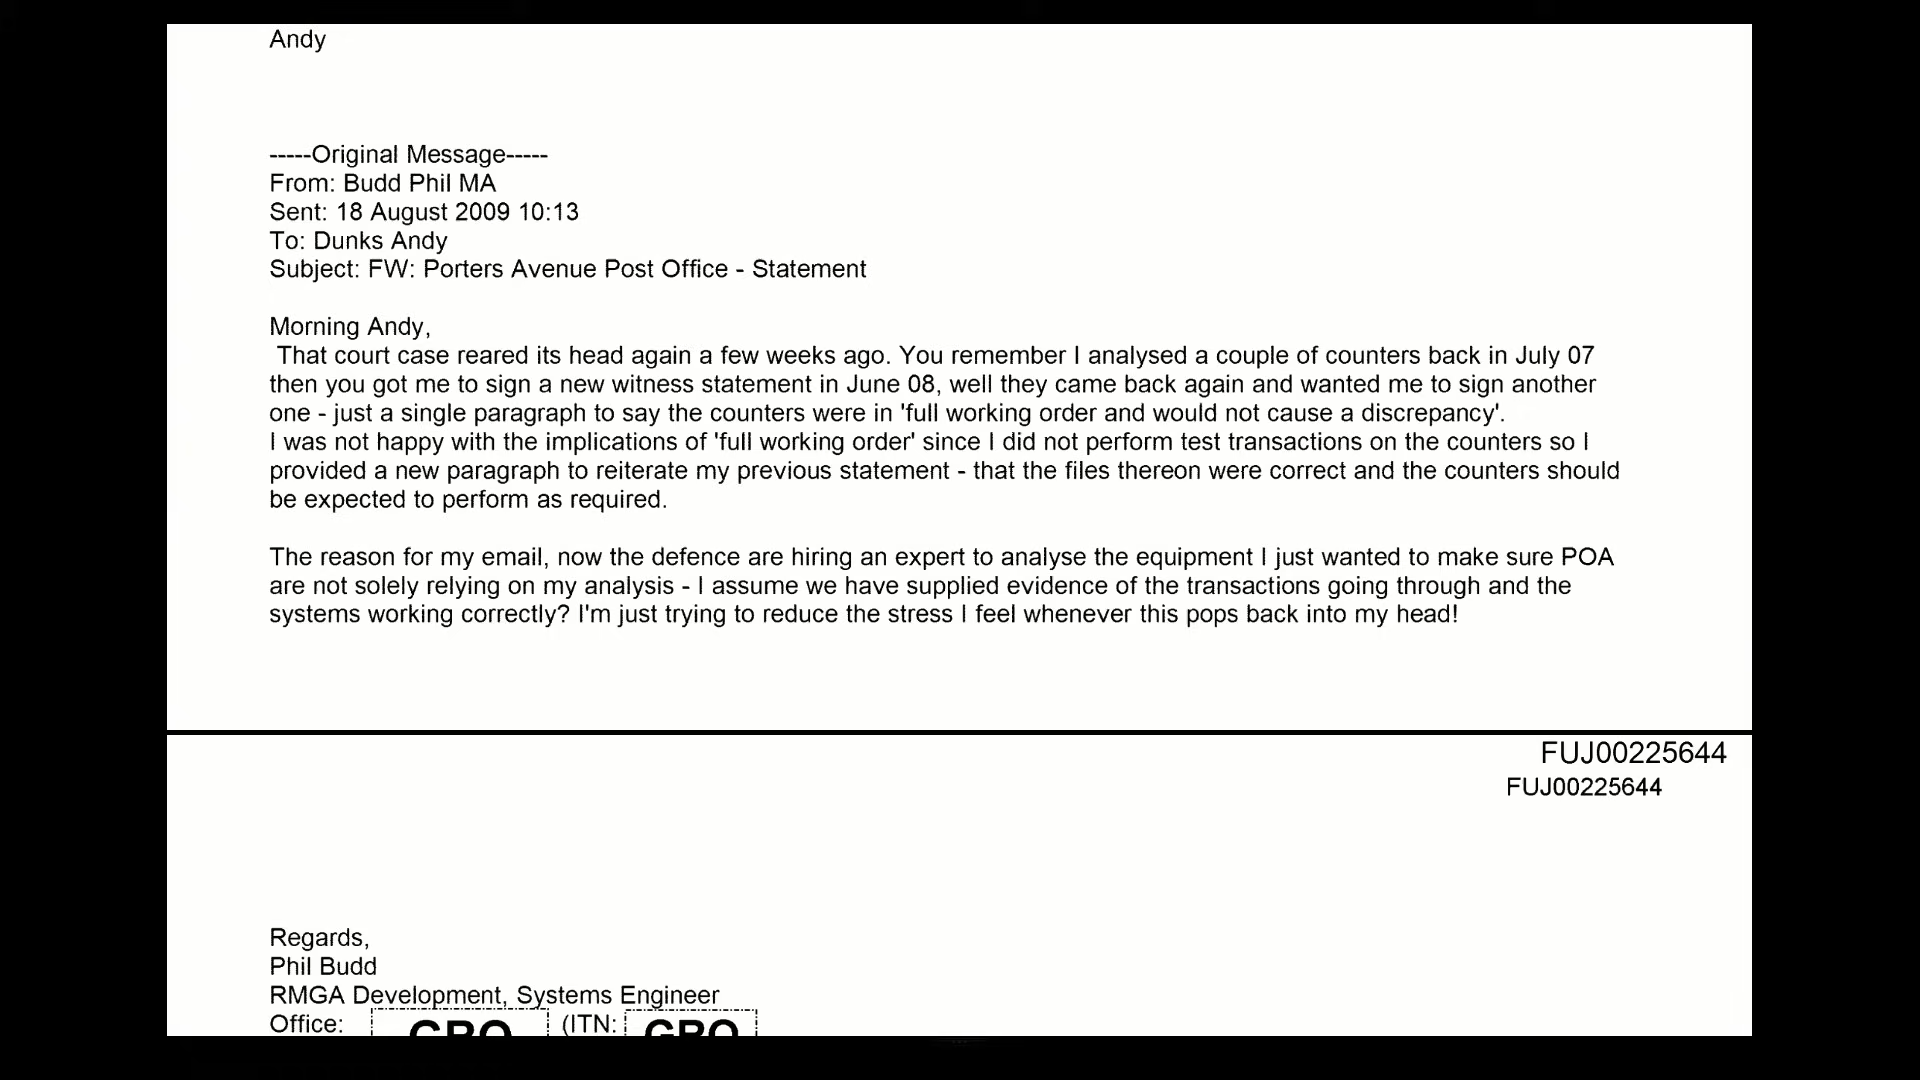 Andy
-----Original Message-----
From: Budd Phil MA
Sent: 18 August 2009 10:13
To: Dunks Andy
Subject: FW: Porters Avenue Post Office - Statement
Morning Andy,
That court case reared its head again a few weeks ago. You remember I analysed a couple of counters back in July 07
then you got me to sign a new witness statement in June 08, well they came back again and wanted me to sign another
one - just a single paragraph to say the counters were in 'full working order and would not cause a discrepancy'.
I was not happy with the implications of 'full working order' since I did not perform test transactions on the counters so I
provided a new paragraph to reiterate my previous statement - that the files thereon were correct and the counters should
be expected to perform as required.
The reason for my email, now the defence are hiring an expert to analyse the equipment I just wanted to make sure POA
are not solely relying on my analysis - I assume we have supplied evidence of the transactions going through and the
systems working correctly? I'm just trying to reduce the stress I feel whenever this pops back into my head!
FUJ00225644
FUJ00225644
Regards,
Phil Budd
RMGA Development, Systems Engineer
Office: GRO (ITN: GRO